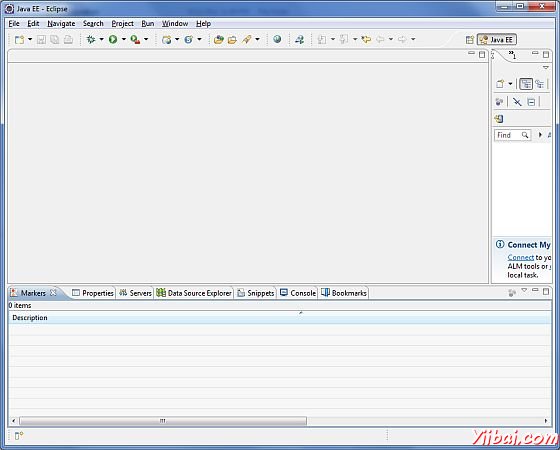 Java EE - Eclipse
File Edit Navigate Search Project Run Window Help
Java EE
»1
Find
Connect My
Connect to yo
ALM tools or
local task.
Markers Properties Servers Data Source Explorer Snippets Console Bookmarks
0 items
Description
Yiibai.com